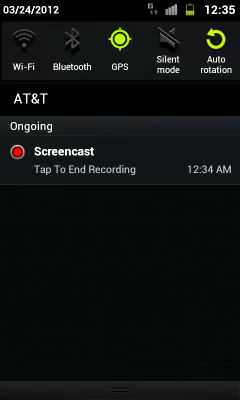 03/24/2012 G 12:35
Wi-Fi Bluetooth GPS Silent mode Auto rotation
AT&T
Ongoing
Screencast
Tap To End Recording 12:34 AM